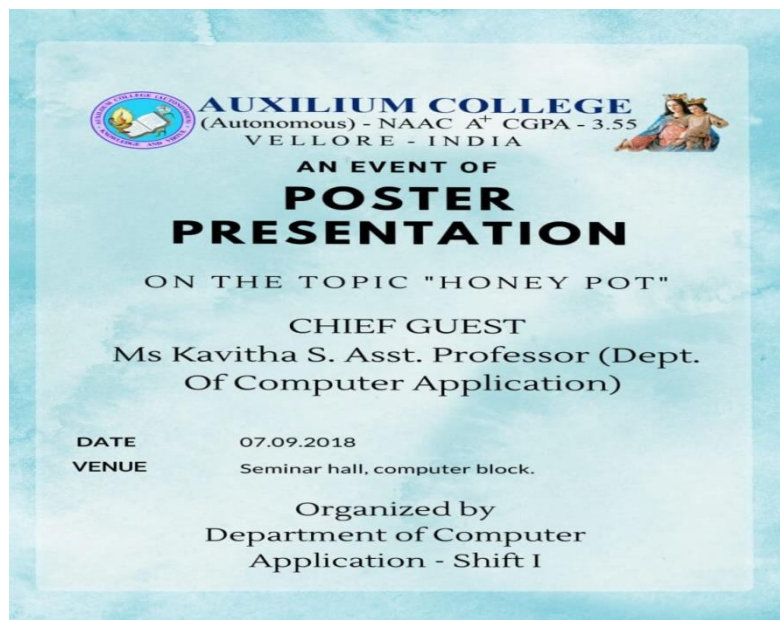 AUXILIUM COLLEGE
(Autonomous) - NAAC A+ CGPA - 3.55
VELLORE - INDIA
AN EVENT OF
POSTER
PRESENTATION
ON THE TOPIC "HONEY POT"
CHIEF GUEST
Ms Kavitha S. Asst. Professor (Dept.
Of Computer Application)
DATE 07.09.2018
VENUE Seminar hall, computer block.
Organized by
Department of Computer
Application - Shift I